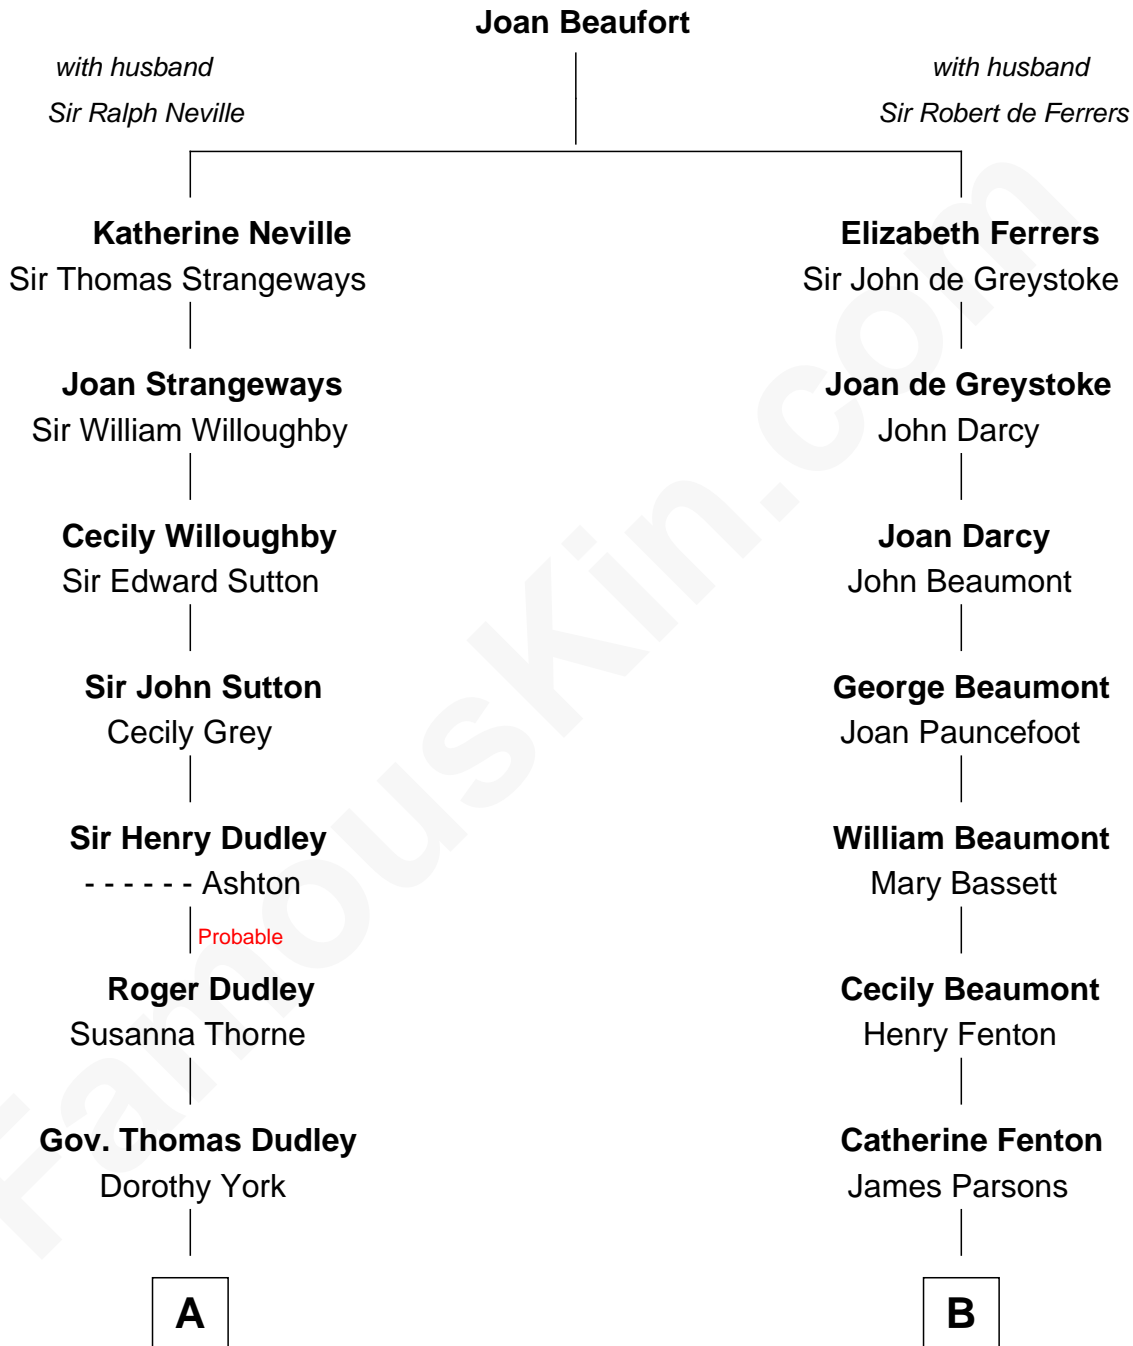 Joan Beaufort
with husband
Sir Ralph Neville
with husband
Sir Robert de Ferrers
Katherine Neville
Sir Thomas Strangeways
Elizabeth Ferrers
Sir John de Greystoke
Joan Strangeways
Sir William Willoughby
Joan de Greystoke
John Darcy
Cecily Willoughby
Sir Edward Sutton
Joan Darcy
John Beaumont
Sir John Sutton
Cecily Grey
George Beaumont
Joan Pauncefoot
Sir Henry Dudley
- - - - - - Ashton
William Beaumont
Mary Bassett
Probable
Roger Dudley
Susanna Thorne
Cecily Beaumont
Henry Fenton
Gov. Thomas Dudley
Dorothy York
Catherine Fenton
James Parsons
A
B
FamousKin.com